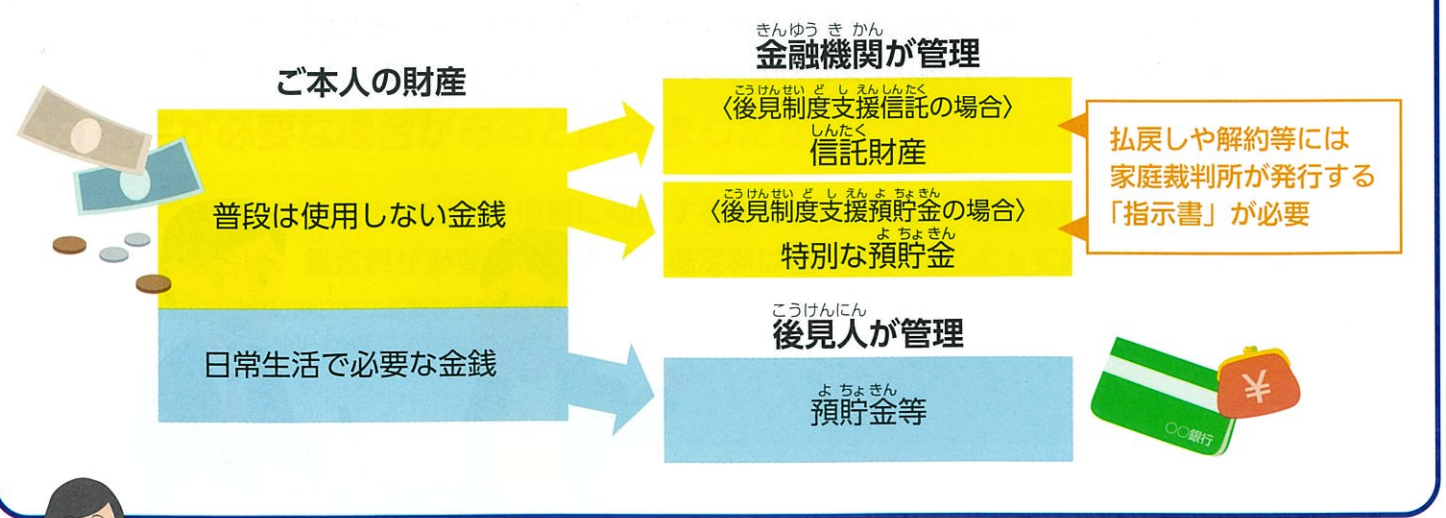 ご本人の財産
普段は使用しない金銭
日常生活で必要な金銭
きんゆうきかん
金融機関が管理
こうけんせいどしえんしんたく
〈後見制度支援信託の場合〉
しんたく
信託財産
こうけんせいどしえんよちょきん
〈後見制度支援預貯金の場合〉
よちょきん
特別な預貯金
払戻しや解約等には
家庭裁判所が発行する
「指示書」が必要
こうけんにん
後見人が管理
よちょきん
預貯金等
○○銀行
¥